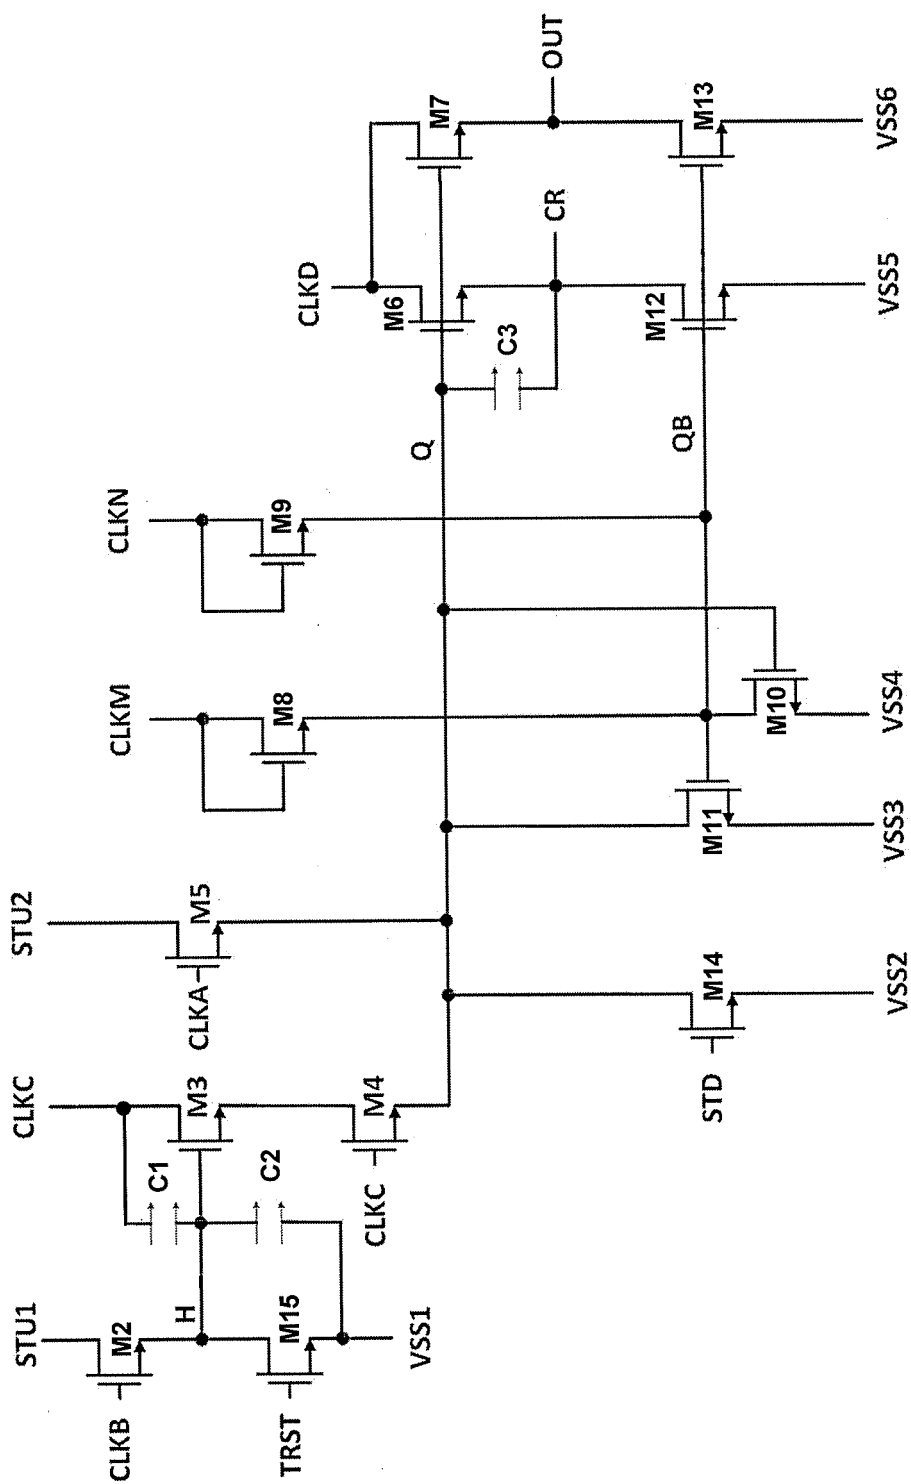 STU1
CLKB
M2
H
TRST
M15
VSS1
C1
C2
CLKC
M3
CLKC
M4
STU2
CLKA
M5
STD
M14
VSS2
CLKM
M8
M11
VSS3
M10
VSS4
CLKN
M9
Q
QB
C3
CLKD
M6
M7
CR
OUT
M12
M13
VSS5
VSS6